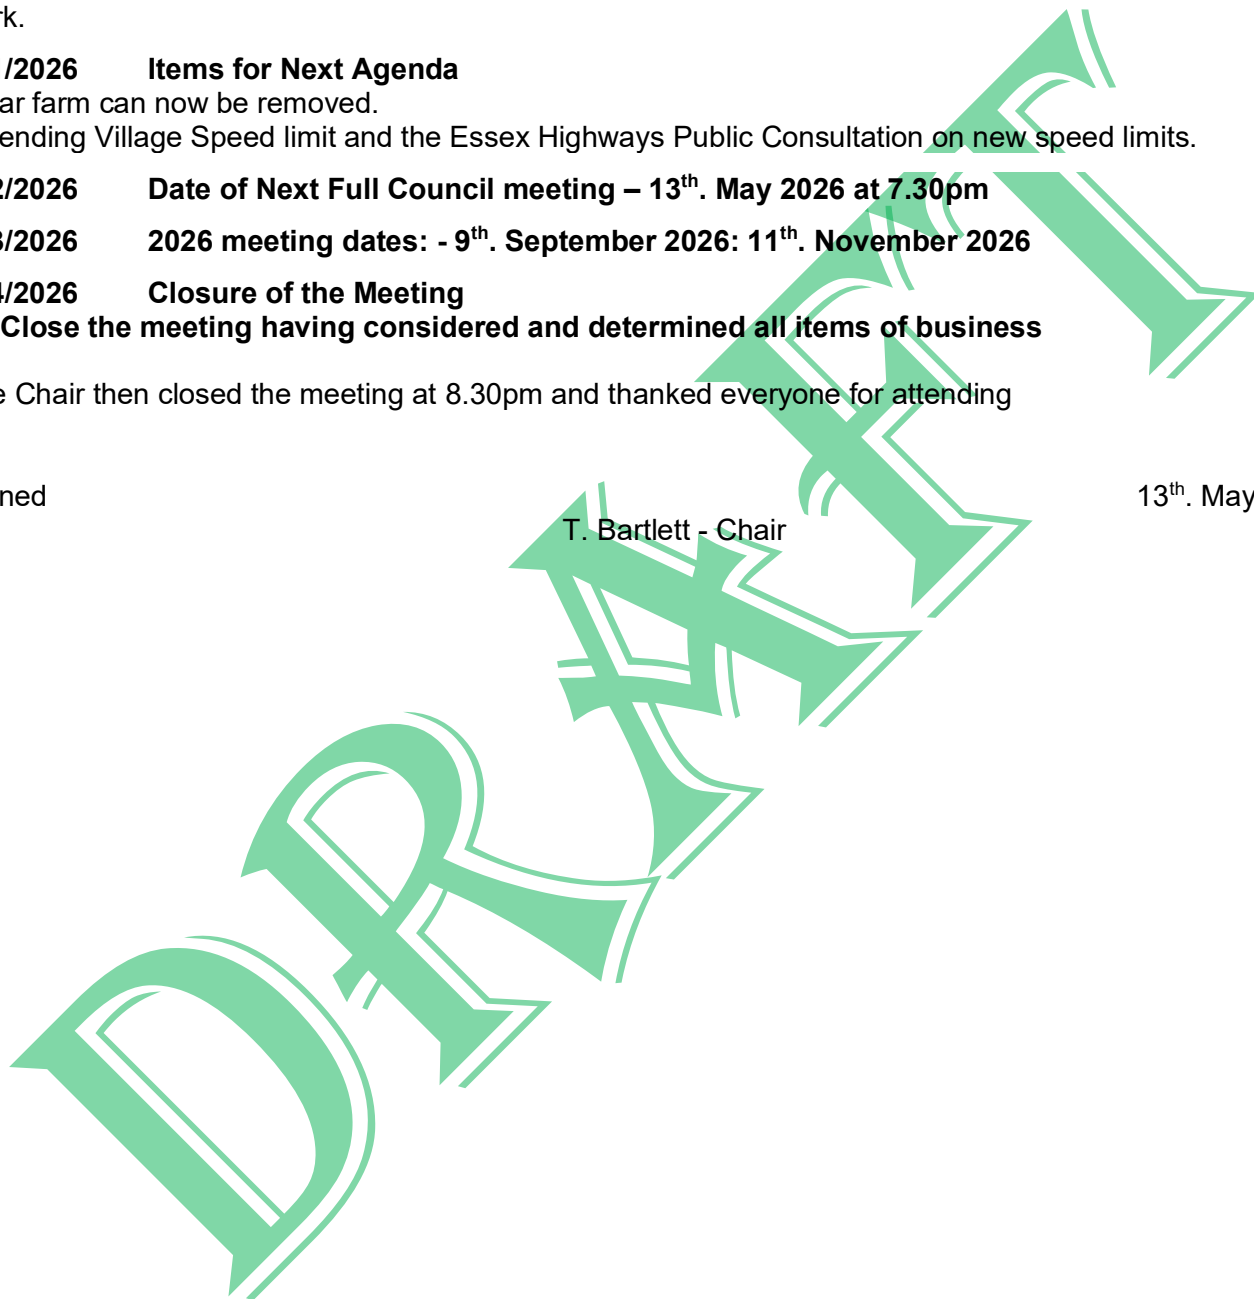 rk.
/2026 Items for Next Agenda
ar farm can now be removed.
ending Village Speed limit and the Essex Highways Public Consultation on new speed limits.
2/2026 Date of Next Full Council meeting – 13th. May 2026 at 7.30pm
3/2026 2026 meeting dates: - 9th. September 2026: 11th. November 2026
4/2026 Closure of the Meeting
Close the meeting having considered and determined all items of business
e Chair then closed the meeting at 8.30pm and thanked everyone for attending
ned 13th. May
T. Bartlett - Chair
DRAFT